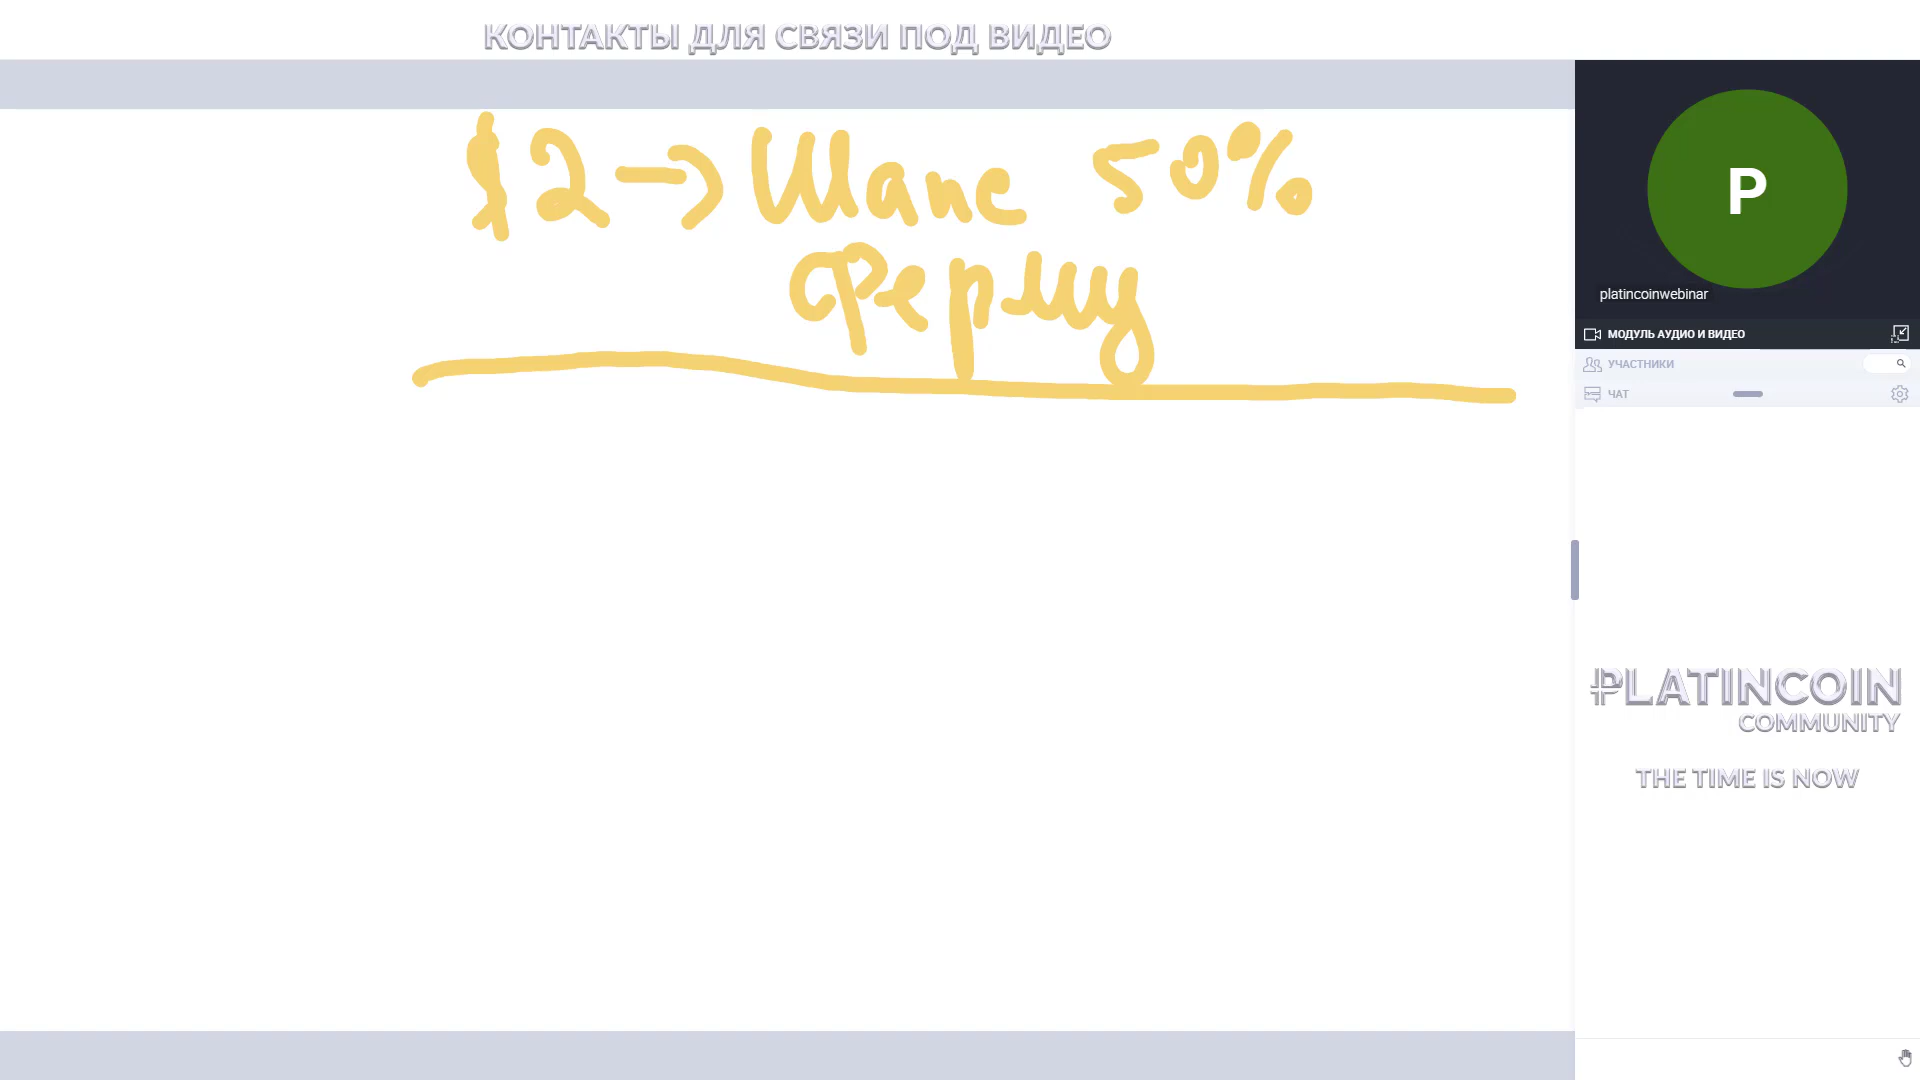 КОНТАКТЫ ДЛЯ СВЯЗИ ПОД ВИДЕО
$2 → Шанс 50%
Ферму
P
platincoinwebinar
МОДУЛЬ АУДИО И ВИДЕО
УЧАСТНИКИ
ЧАТ
PLATINCOIN
COMMUNITY
THE TIME IS NOW